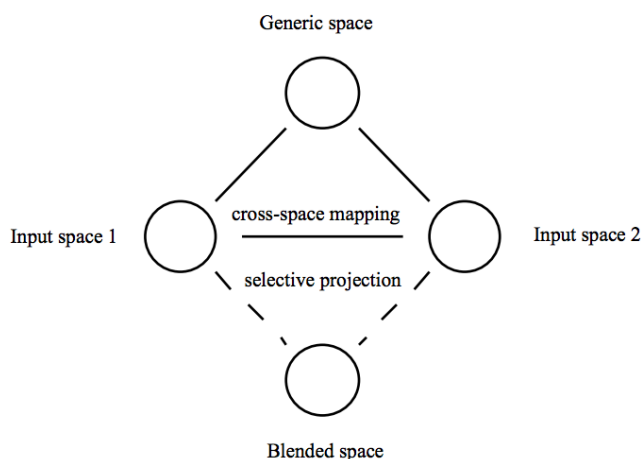 Generic space
cross-space mapping
Input space 1
Input space 2
selective projection
Blended space